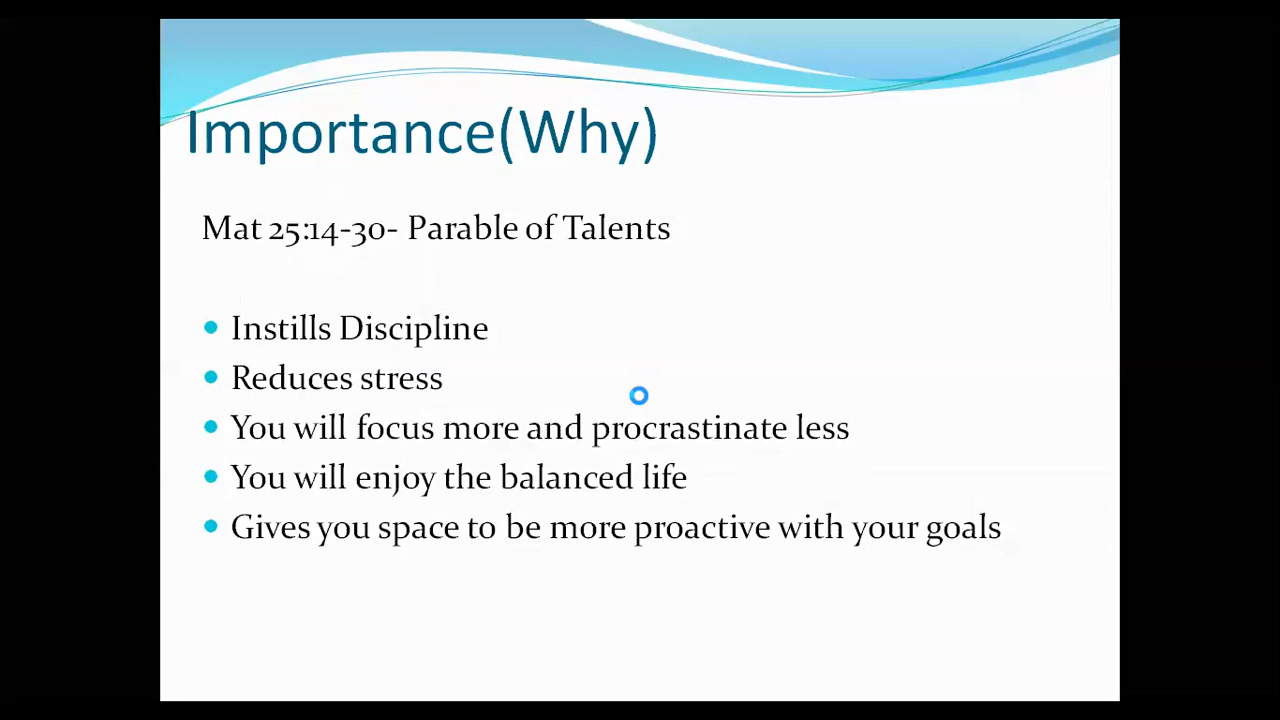 Importance(Why)
Mat 25:14-30- Parable of Talents
Instills Discipline
Reduces stress
You will focus more and procrastinate less
You will enjoy the balanced life
Gives you space to be more proactive with your goals